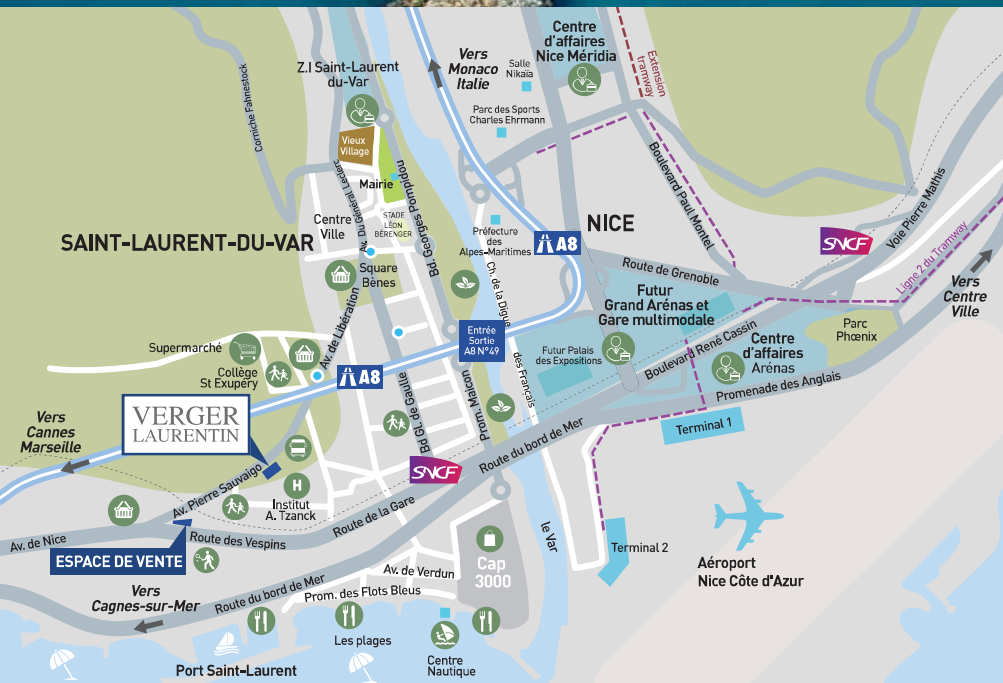 Centre
d'affaires
Nice Méridia
Vers
Monaco
Italie
Salle
Nikaïa
Extension
tramway
Z.I Saint-Laurent
du-Var
Corniche Fahnestock
Parc des Sports
Charles Ehrmann
Vieux
Village
Mairie
Av. Du Général Leclerc
Bd. Georges Pompidou
Boulevard Paul Montel
Voie Pierre Mathis
Centre
Ville
STADE
LÉON
BÉRENGER
SAINT-LAURENT-DU-VAR
Préfecture
des
Alpes-Maritimes
A8
NICE
SNCF
Ligne 2 du Tramway
Square
Bènes
Route de Grenoble
Vers
Centre
Ville
Ch. de la Digue
des Français
Futur
Grand Arénas et
Gare multimodale
Av. de Libération
Entrée
Sortie
A8 N°49
Parc
Phœnix
Supermarché
Collège
St Exupéry
Futur Palais
des Expositions
Boulevard René Cassin
Centre
d'affaires
Arénas
A8
Bd Gl. de Gaulle
Prom. Maicon
Promenade des Anglais
VERGER
LAURENTIN
Vers
Cannes
Marseille
Terminal 1
SNCF
Route du bord de Mer
Av. Pierre Sauvaigo
H
Institut
A. Tzanck
Route de la Gare
Av. de Nice
Route des Vespins
le Var
Terminal 2
ESPACE DE VENTE
Cap
3000
Aéroport
Nice Côte d'Azur
Av. de Verdun
Vers
Cagnes-sur-Mer
Route du bord de Mer
Prom. des Flots Bleus
Les plages
Port Saint-Laurent
Centre
Nautique